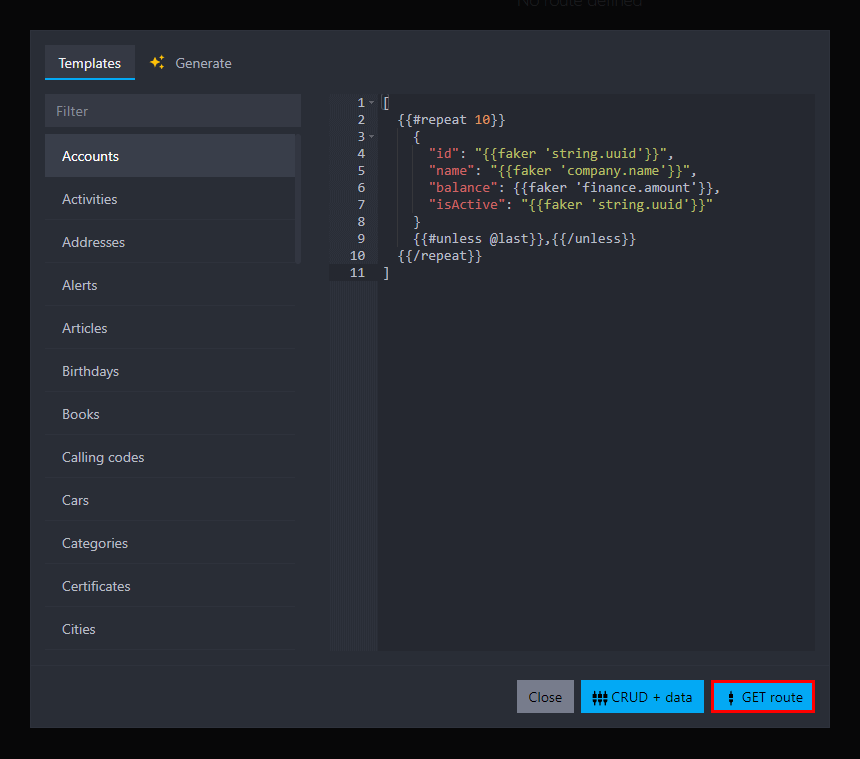 No route defined
Templates
Generate
Filter
Accounts
Activities
Addresses
Alerts
Articles
Birthdays
Books
Calling codes
Cars
Categories
Certificates
Cities
1 [
2 {{#repeat 10}}
3 {
4 "id": "{{faker 'string.uuid'}}",
5 "name": "{{faker 'company.name'}}",
6 "balance": {{faker 'finance.amount'}},
7 "isActive": "{{faker 'string.uuid'}}"
8 }
9 {{#unless @last}},{{/unless}}
10 {{/repeat}}
11 ]
Close
CRUD + data
GET route